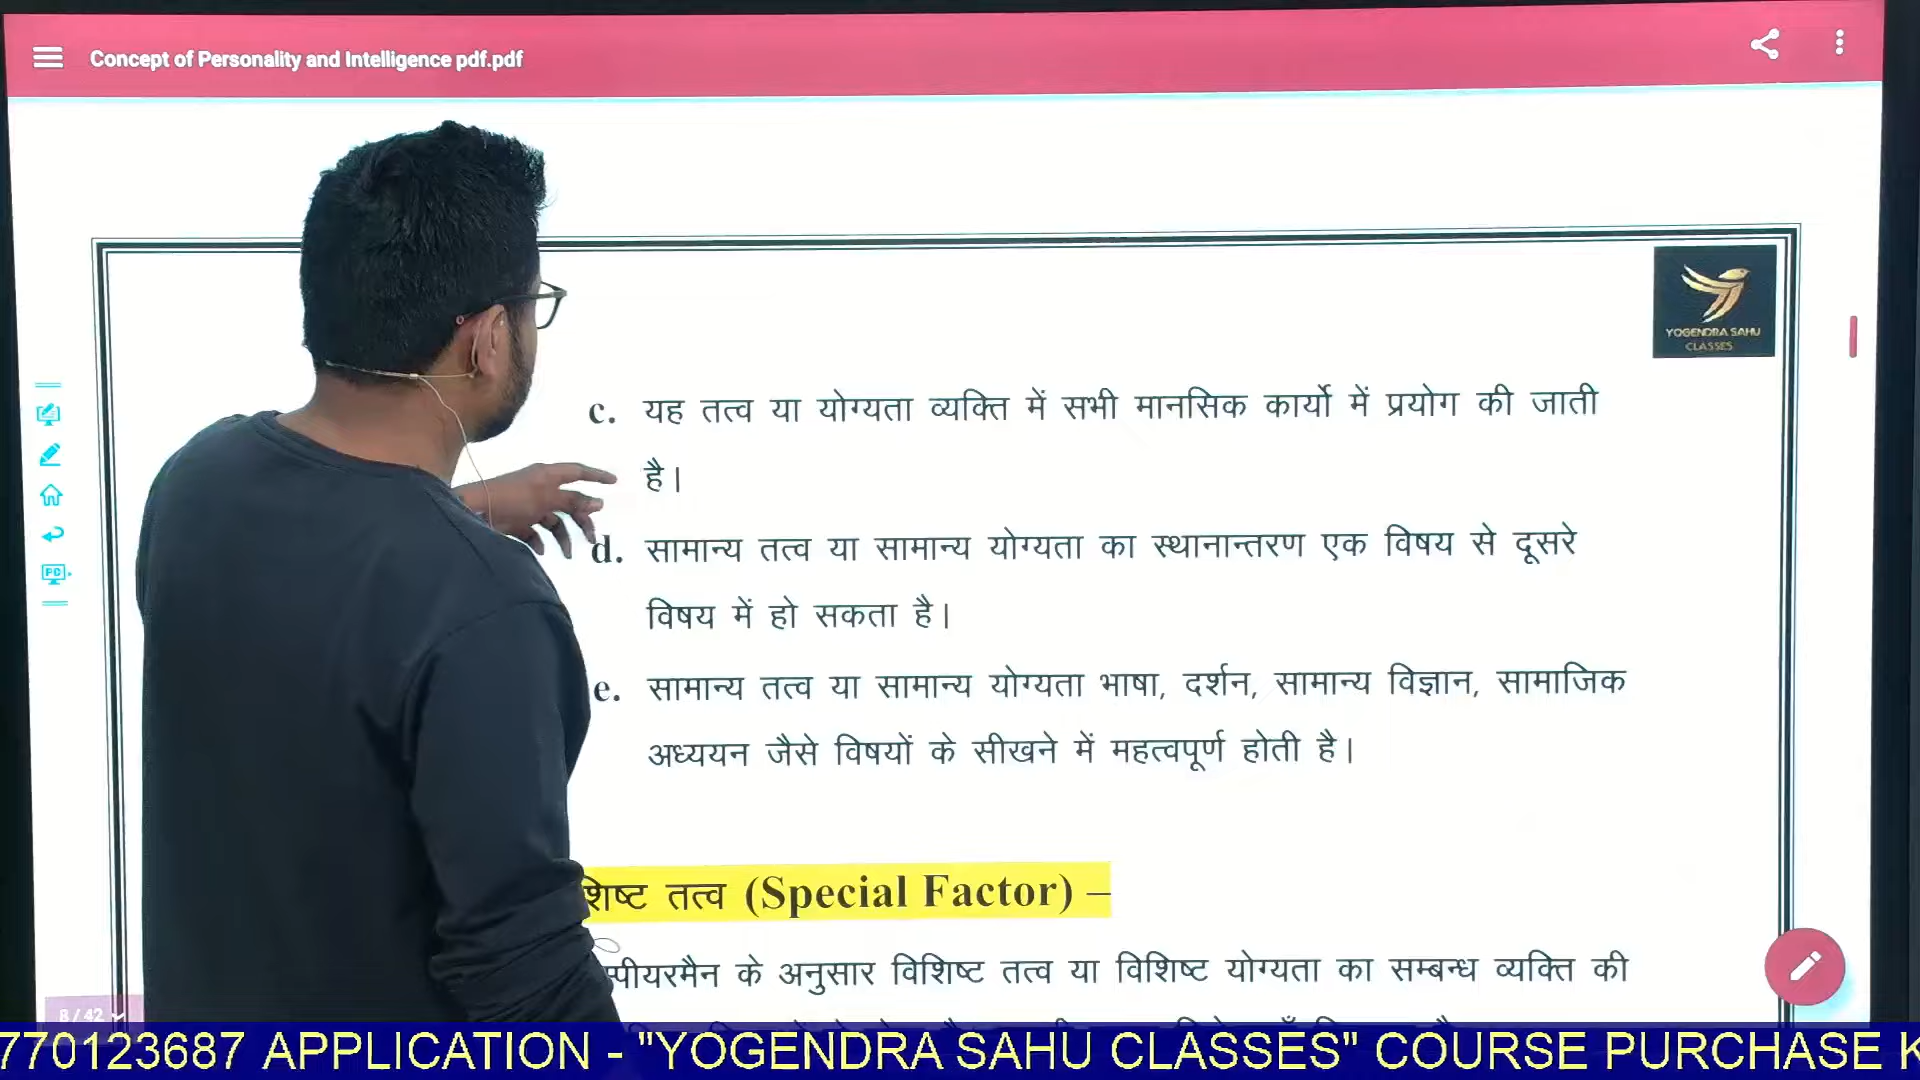 Concept of Personality and Intelligence pdf.pdf
YOGENDRA SAHU
CLASSES
c. यह तत्व या योग्यता व्यक्ति में सभी मानसिक कार्यो में प्रयोग की जाती
है।
d. सामान्य तत्व या सामान्य योग्यता का स्थानान्तरण एक विषय से दूसरे
विषय में हो सकता है।
e. सामान्य तत्व या सामान्य योग्यता भाषा, दर्शन, सामान्य विज्ञान, सामाजिक
अध्ययन जैसे विषयों के सीखने में महत्वपूर्ण होती है।
शिष्ट तत्व (Special Factor) –
स्पीयरमैन के अनुसार विशिष्ट तत्व या विशिष्ट योग्यता का सम्बन्ध व्यक्ति की
8 / 42
770123687 APPLICATION - "YOGENDRA SAHU CLASSES" COURSE PURCHASE K